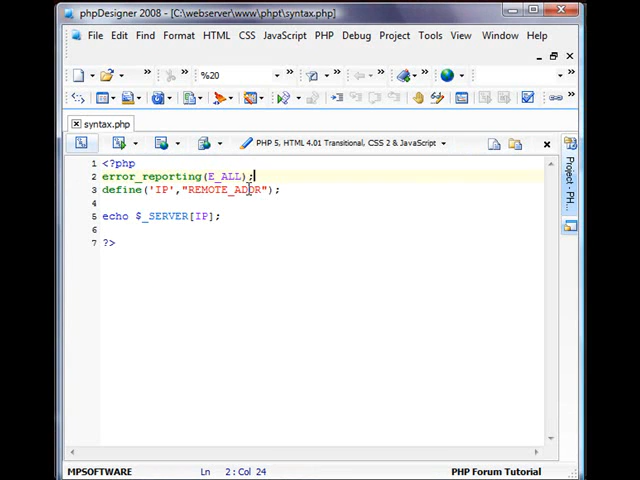 phpDesigner 2008 - [C:\webserver\www\phpt\syntax.php]
File Edit Find Format HTML CSS JavaScript PHP Debug Project Tools View Window Help
%20
syntax.php
PHP 5, HTML 4.01 Transitional, CSS 2 & JavaScript
1 <?php
2 error_reporting(E_ALL);
3 define('IP',"REMOTE_ADDR");
4
5 echo $_SERVER[IP];
6
7 ?>
PH...
MPSOFTWARE Ln 2: Col 24 PHP Forum Tutorial